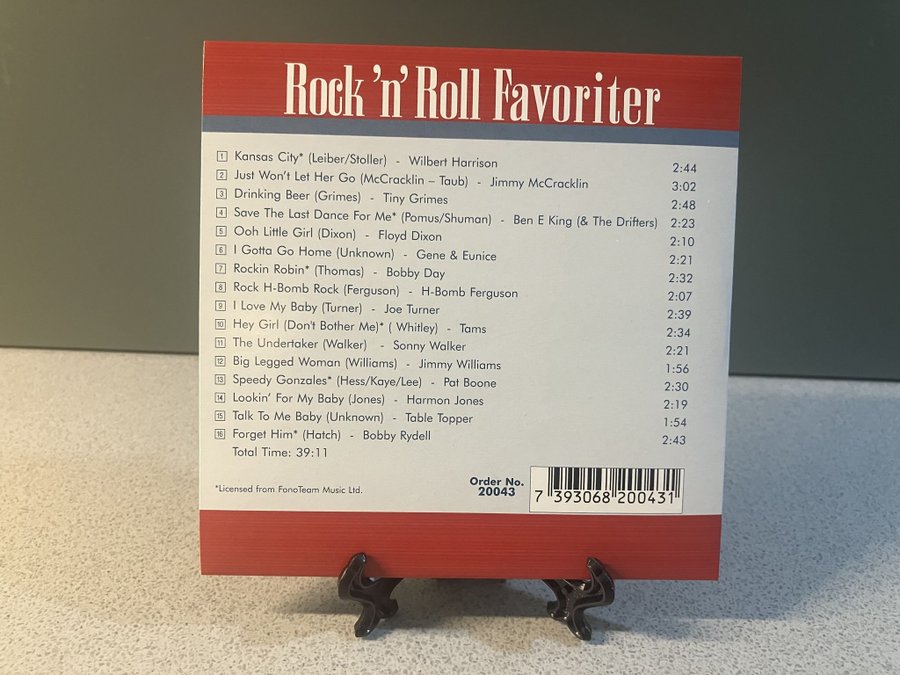 Rock 'n' Roll Favoriter
1 Kansas City* (Leiber/Stoller) - Wilbert Harrison 2:44
2 Just Won't Let Her Go (McCracklin – Taub) - Jimmy McCracklin 3:02
3 Drinking Beer (Grimes) - Tiny Grimes 2:48
4 Save The Last Dance For Me* (Pomus/Shuman) - Ben E King (& The Drifters) 2:23
5 Ooh Little Girl (Dixon) - Floyd Dixon 2:10
6 I Gotta Go Home (Unknown) - Gene & Eunice 2:21
7 Rockin Robin* (Thomas) - Bobby Day 2:32
8 Rock H-Bomb Rock (Ferguson) - H-Bomb Ferguson 2:07
9 I Love My Baby (Turner) - Joe Turner 2:39
10 Hey Girl (Don't Bother Me)* ( Whitley) - Tams 2:34
11 The Undertaker (Walker) - Sonny Walker 2:21
12 Big Legged Woman (Williams) - Jimmy Williams 1:56
13 Speedy Gonzales* (Hess/Kaye/Lee) - Pat Boone 2:30
14 Lookin' For My Baby (Jones) - Harmon Jones 2:19
15 Talk To Me Baby (Unknown) - Table Topper 1:54
16 Forget Him* (Hatch) - Bobby Rydell 2:43
Total Time: 39:11
*Licensed from FonoTeam Music Ltd.
Order No.
20043
7 393068 200431